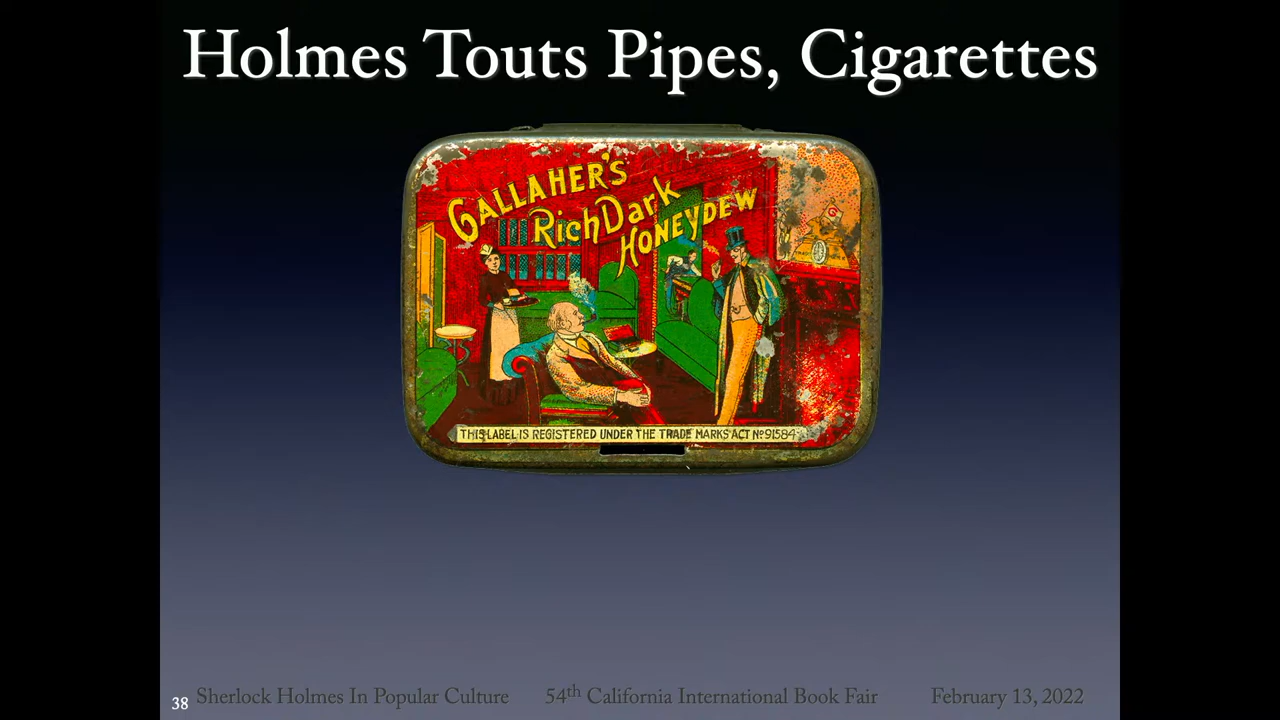 Holmes Touts Pipes, Cigarettes
GALLAHER'S
Rich Dark
HONEYDEW
THIS LABEL IS REGISTERED UNDER THE TRADE MARKS ACT No 91584
38 Sherlock Holmes In Popular Culture 54th California International Book Fair February 13, 2022